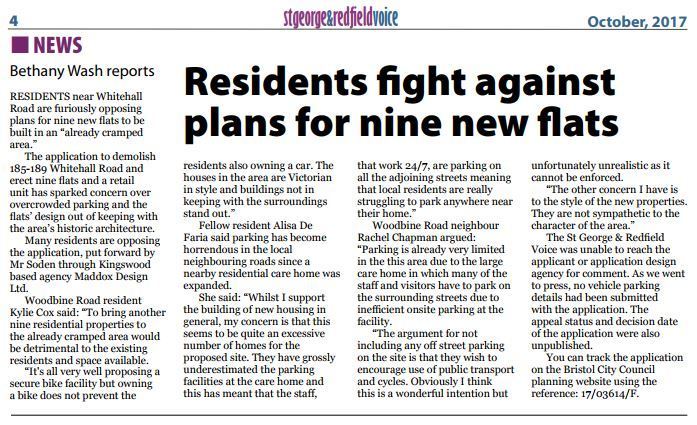 4
stgeorge&redfieldvoice
October, 2017
NEWS
Bethany Wash reports
Residents fight against
plans for nine new flats
RESIDENTS near Whitehall
Road are furiously opposing
plans for nine new flats to be
built in an “already cramped
area.”
The application to demolish
185-189 Whitehall Road and
erect nine flats and a retail
unit has sparked concern over
overcrowded parking and the
flats’ design out of keeping with
the area’s historic architecture.
Many residents are opposing
the application, put forward by
Mr Soden through Kingswood
based agency Maddox Design
Ltd.
Woodbine Road resident
Kylie Cox said: “To bring another
nine residential properties to
the already cramped area would
be detrimental to the existing
residents and space available.
“It’s all very well proposing a
secure bike facility but owning
a bike does not prevent the
residents also owning a car. The
houses in the area are Victorian
in style and buildings not in
keeping with the surroundings
stand out.”
Fellow resident Alisa De
Faria said parking has become
horrendous in the local
neighbouring roads since a
nearby residential care home was
expanded.
She said: “Whilst I support
the building of new housing in
general, my concern is that this
seems to be quite an excessive
number of homes for the
proposed site. They have grossly
underestimated the parking
facilities at the care home and
this has meant that the staff,
that work 24/7, are parking on
all the adjoining streets meaning
that local residents are really
struggling to park anywhere near
their home.”
Woodbine Road neighbour
Rachel Chapman argued:
“Parking is already very limited
in the this area due to the large
care home in which many of the
staff and visitors have to park on
the surrounding streets due to
inefficient onsite parking at the
facility.
“The argument for not
including any off street parking
on the site is that they wish to
encourage use of public transport
and cycles. Obviously I think
this is a wonderful intention but
unfortunately unrealistic as it
cannot be enforced.
“The other concern I have is
to the style of the new properties.
They are not sympathetic to the
character of the area.”
The St George & Redfield
Voice was unable to reach the
applicant or application design
agency for comment. As we went
to press, no vehicle parking
details had been submitted
with the application. The
appeal status and decision date
of the application were also
unpublished.
You can track the application
on the Bristol City Council
planning website using the
reference: 17/03614/F.